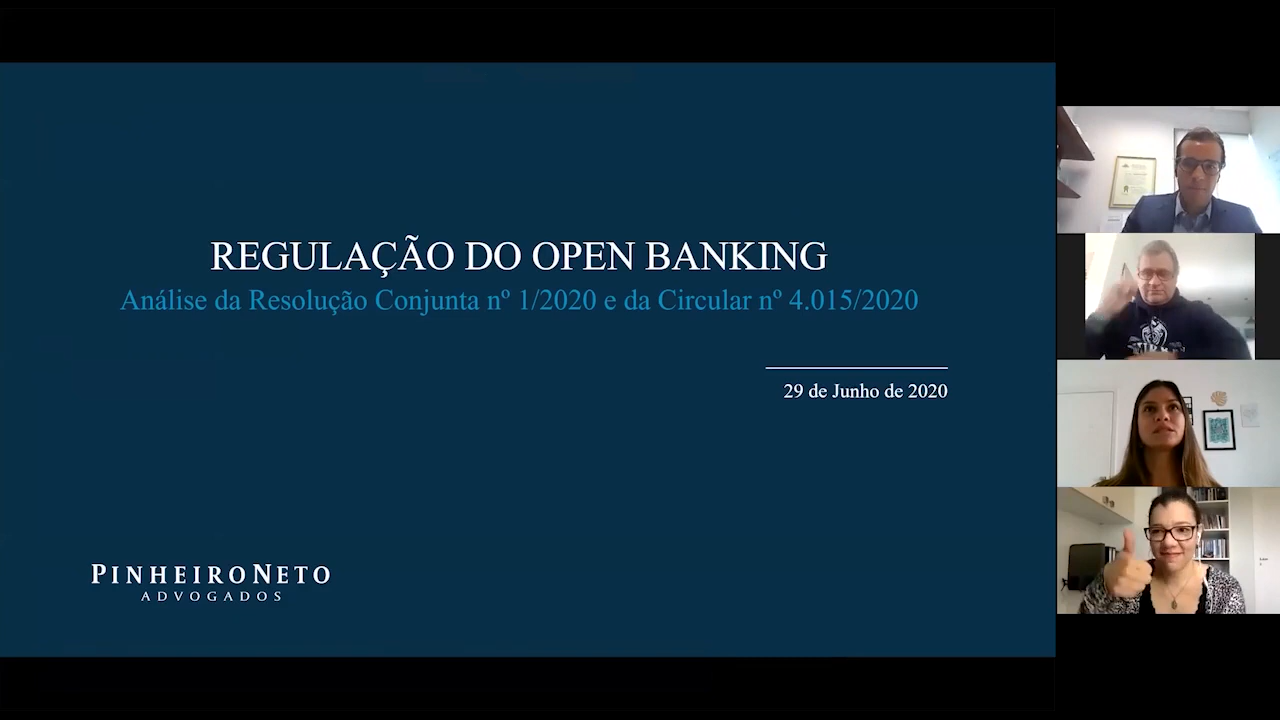 REGULAÇÃO DO OPEN BANKING
Análise da Resolução Conjunta nº 1/2020 e da Circular nº 4.015/2020
29 de Junho de 2020
PINHEIRONETO
ADVOGADOS